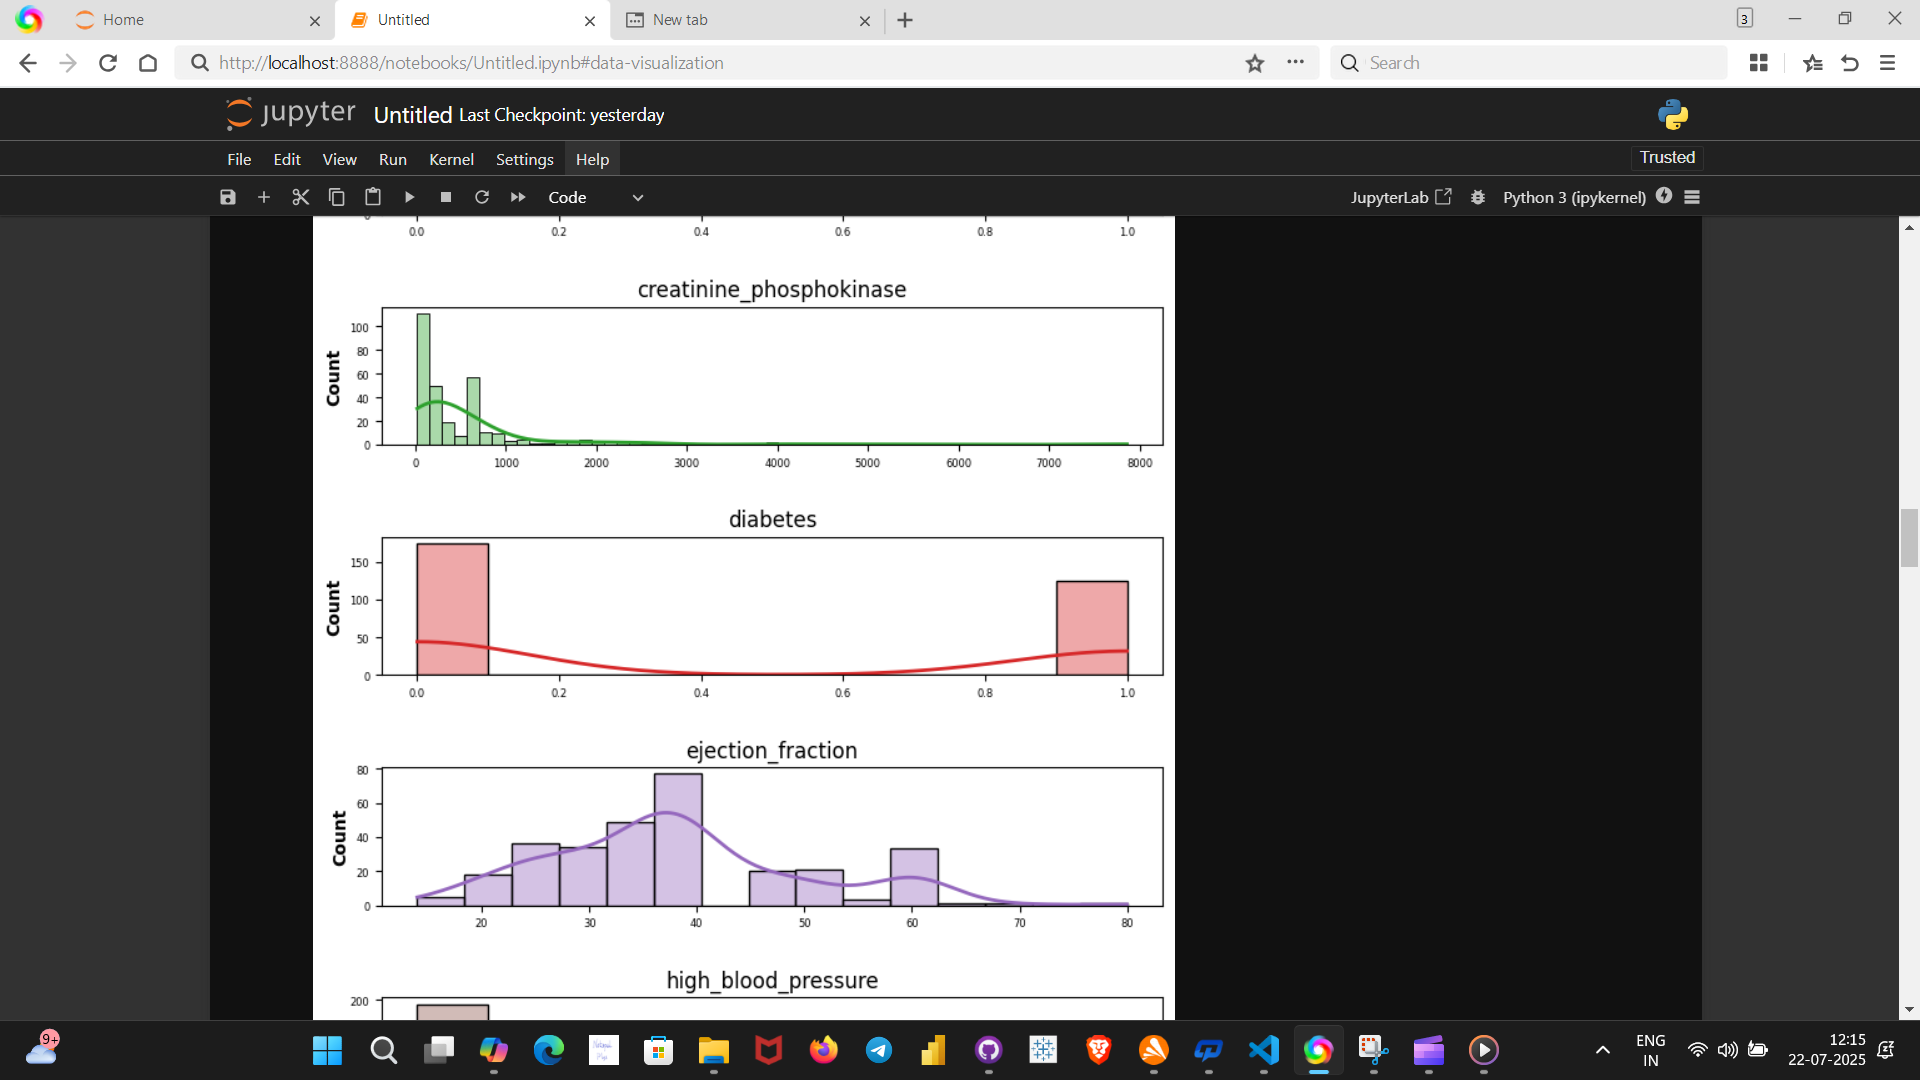 Home
Untitled
New tab
3
http://localhost:8888/notebooks/Untitled.ipynb#data-visualization
Search
jupyter Untitled Last Checkpoint: yesterday
File Edit View Run Kernel Settings Help
Trusted
Code
JupyterLab
Python 3 (ipykernel)
0.0 0.2 0.4 0.6 0.8 1.0
creatinine_phosphokinase
Count
100
80
60
40
20
0
0 1000 2000 3000 4000 5000 6000 7000 8000
diabetes
Count
150
100
50
0
0.0 0.2 0.4 0.6 0.8 1.0
ejection_fraction
Count
80
60
40
20
0
20 30 40 50 60 70 80
high_blood_pressure
200
9+
ENG
IN
12:15
22-07-2025